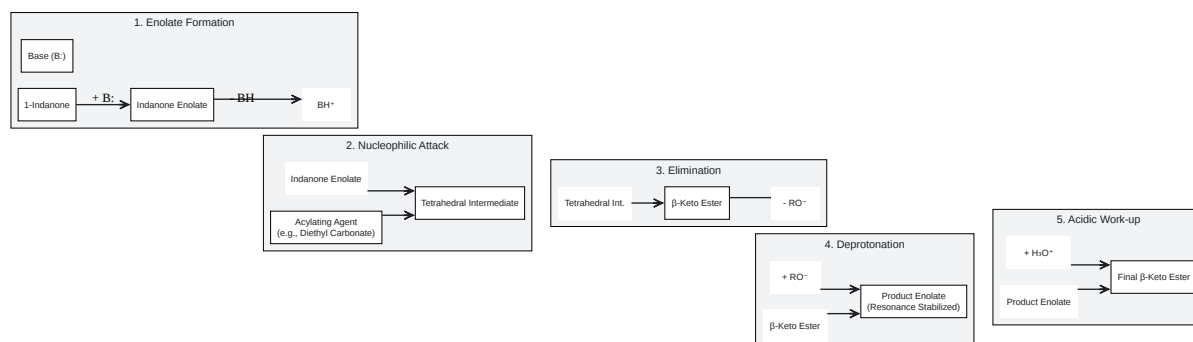 1. Enolate Formation
Base (B:)
1-Indanone
+ B:
Indanone Enolate
- BH
BH⁺
2. Nucleophilic Attack
Indanone Enolate
Acylating Agent
(e.g., Diethyl Carbonate)
Tetrahedral Intermediate
3. Elimination
Tetrahedral Int.
β-Keto Ester
- RO⁻
4. Deprotonation
+ RO⁻
β-Keto Ester
Product Enolate
(Resonance Stabilized)
5. Acidic Work-up
+ H₃O⁺
Product Enolate
Final β-Keto Ester